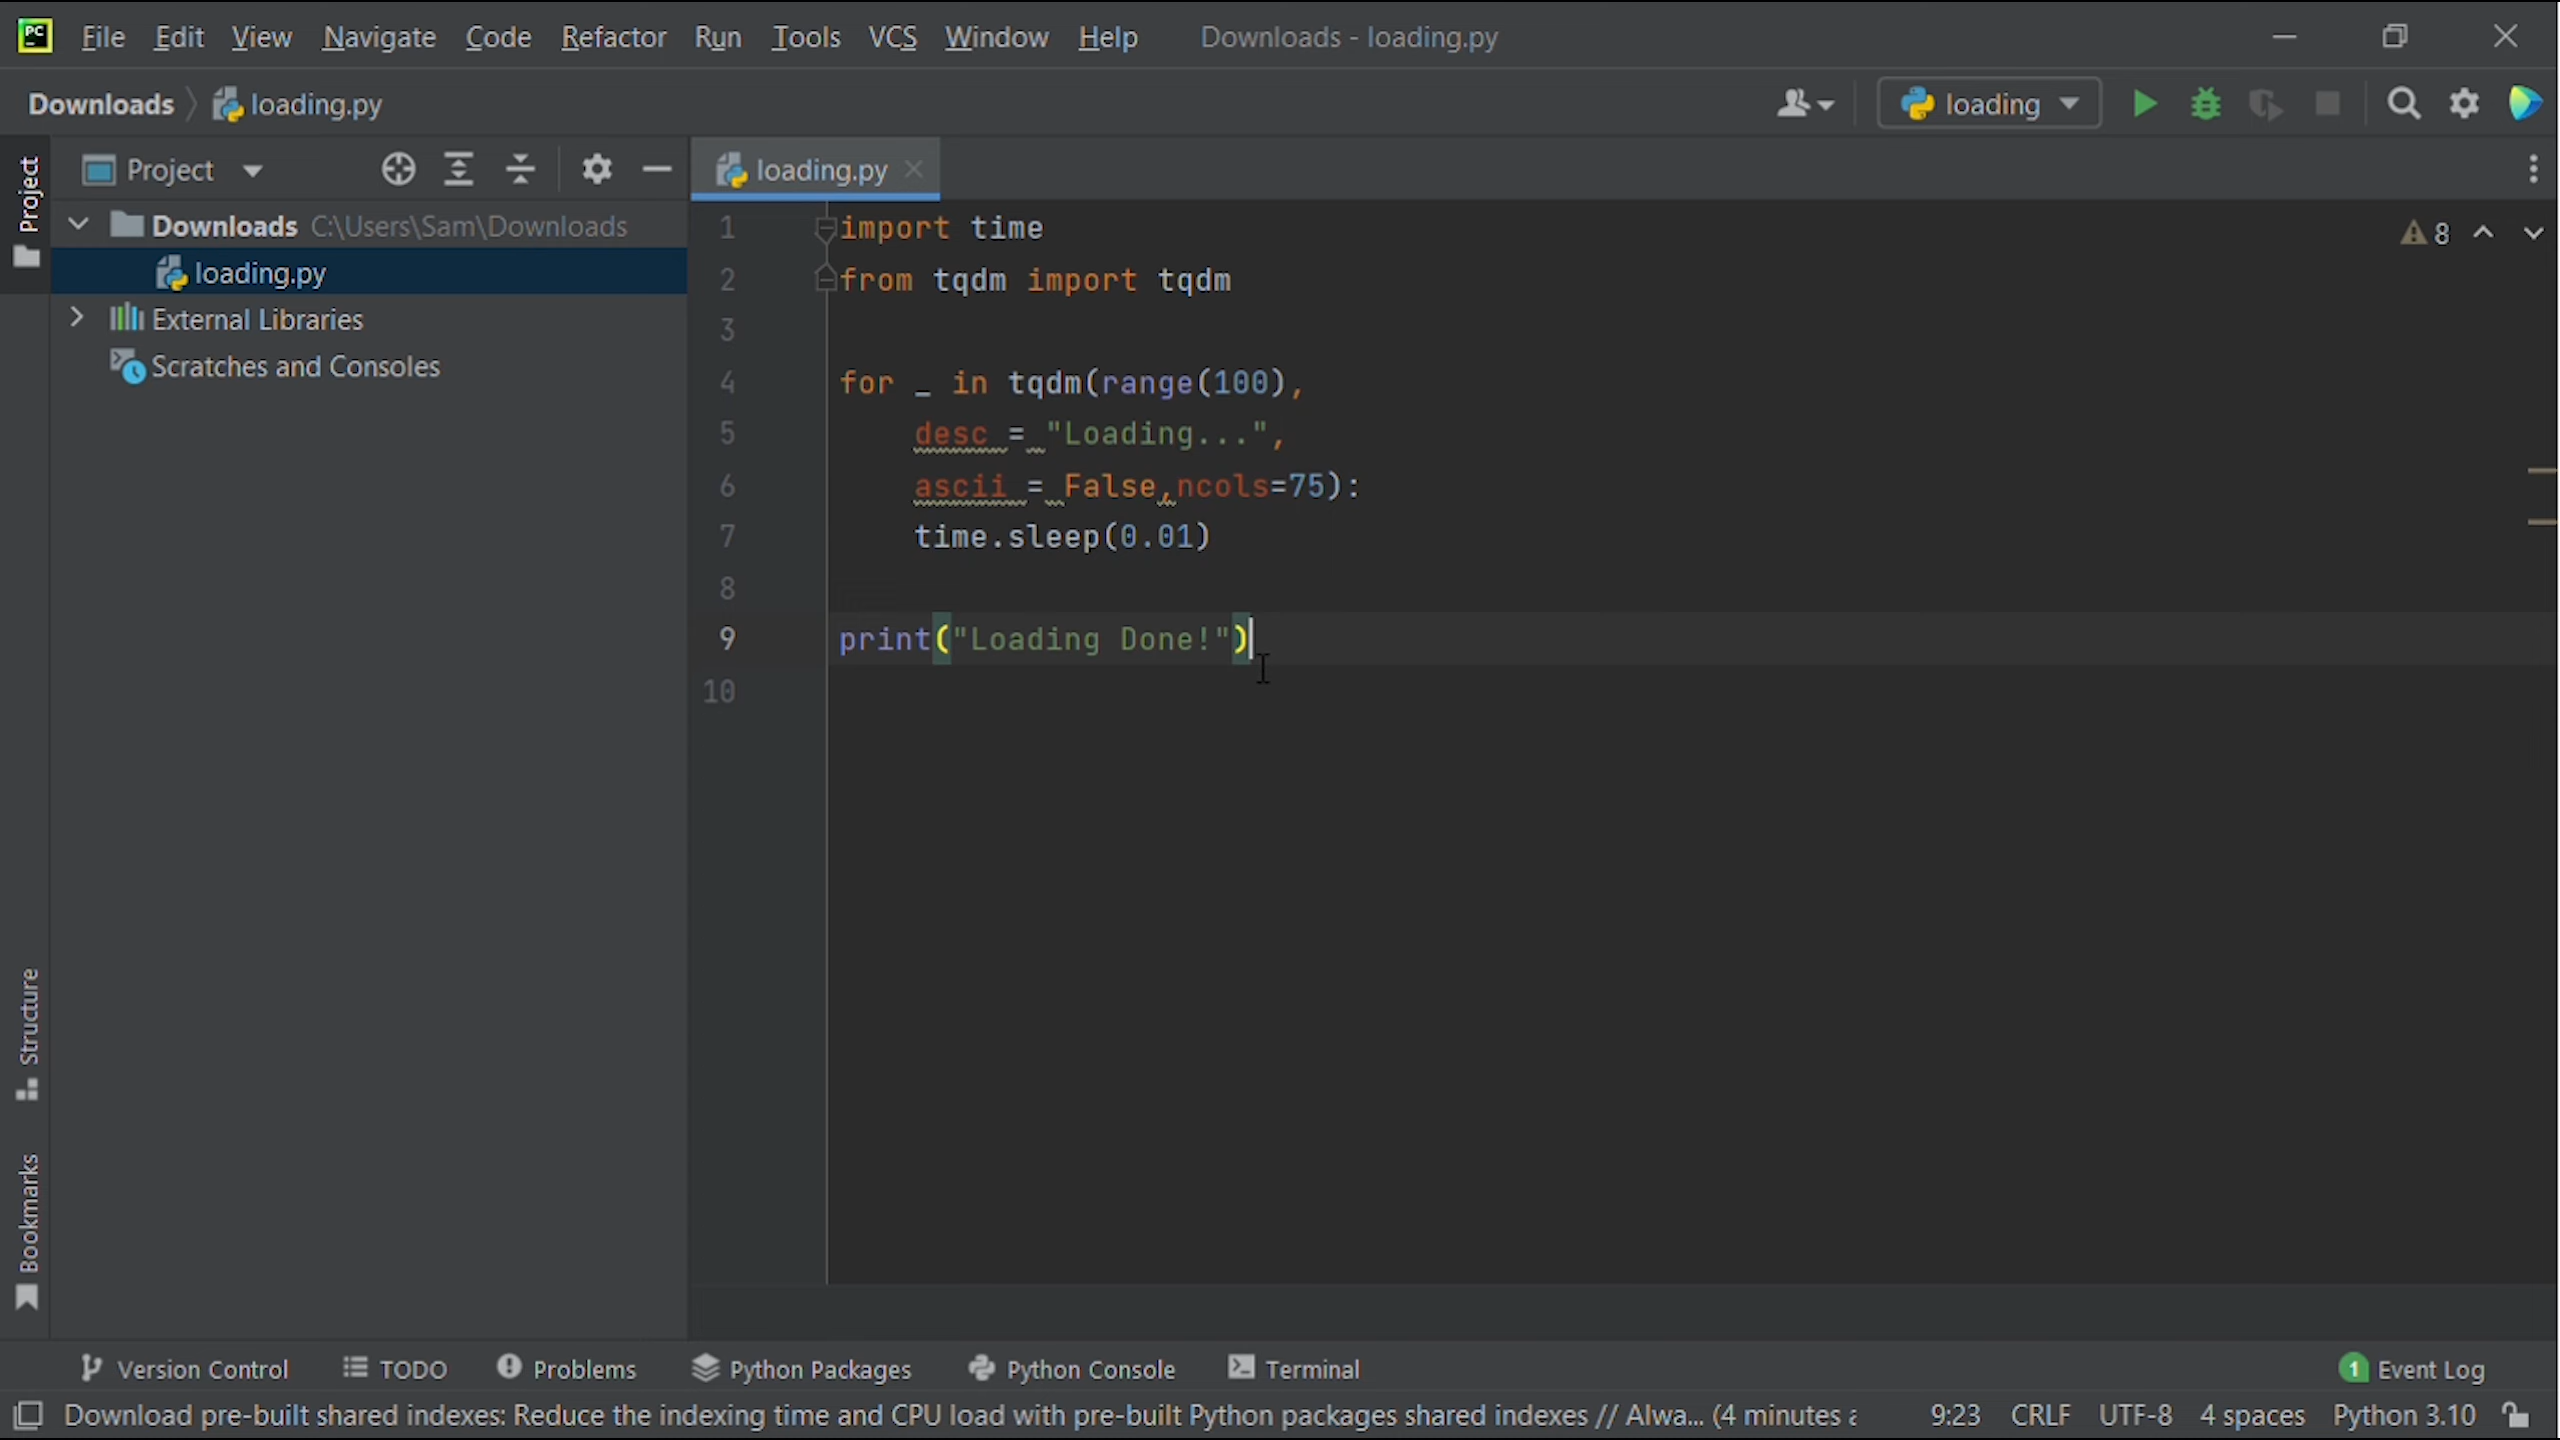 PC File Edit View Navigate Code Refactor Run Tools VCS Window Help Downloads - loading.py
Downloads loading.py loading
Project
Project
loading.py
Downloads C:\Users\Sam\Downloads
loading.py
External Libraries
Scratches and Consoles
1 import time
2 from tqdm import tqdm
3
4 for _ in tqdm(range(100),
5 desc = "Loading...",
6 ascii = False,ncols=75):
7 time.sleep(0.01)
8
9 print("Loading Done!")
10
8
Structure
Bookmarks
Version Control TODO Problems Python Packages Python Console Terminal 1 Event Log
Download pre-built shared indexes: Reduce the indexing time and CPU load with pre-built Python packages shared indexes // Alwa... (4 minutes 9:23 CRLF UTF-8 4 spaces Python 3.10